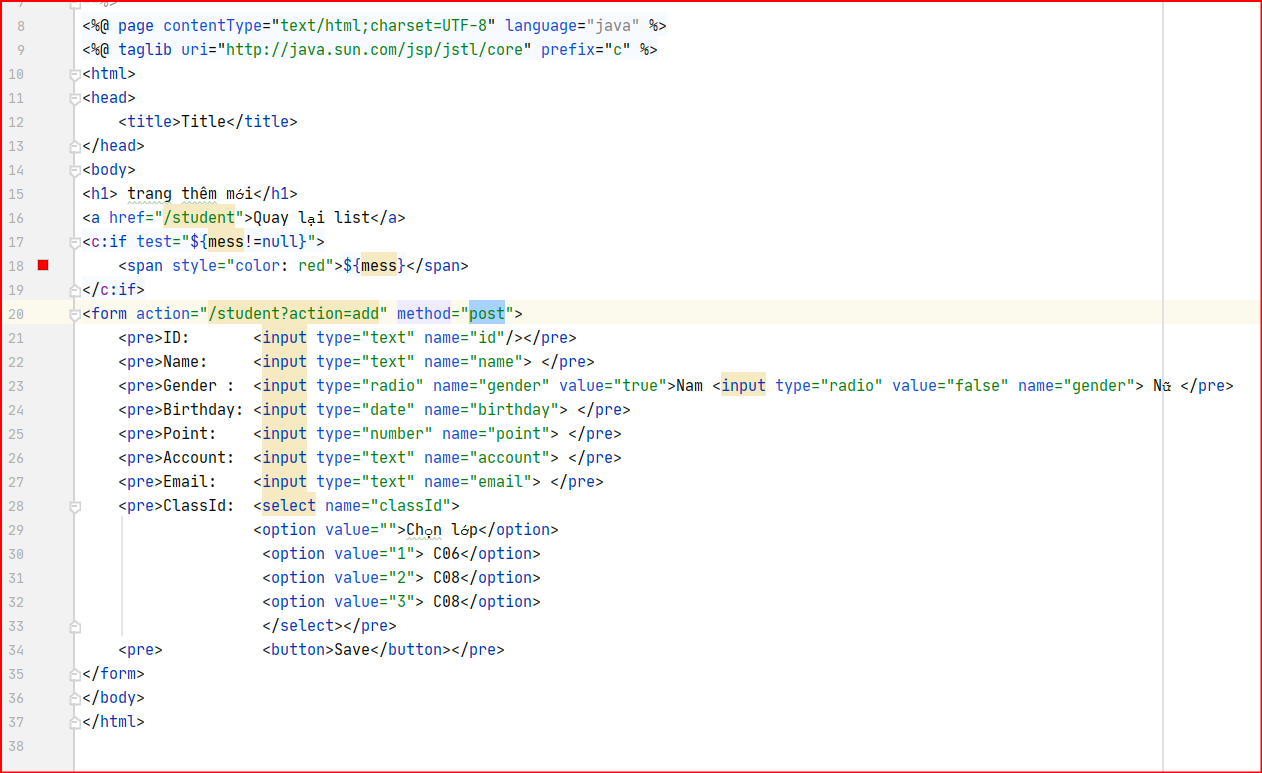 8 <%@ page contentType="text/html;charset=UTF-8" language="java" %>
9 <%@ taglib uri="http://java.sun.com/jsp/jstl/core" prefix="c" %>
10 <html>
11 <head>
12     <title>Title</title>
13 </head>
14 <body>
15 <h1> trang thêm mới</h1>
16 <a href="/student">Quay lại list</a>
17 <c:if test="${mess!=null}">
18     <span style="color: red">${mess}</span>
19 </c:if>
20 <form action="/student?action=add" method="post">
21     <pre>ID:       <input type="text" name="id"/></pre>
22     <pre>Name:     <input type="text" name="name"> </pre>
23     <pre>Gender :  <input type="radio" name="gender" value="true">Nam <input type="radio" value="false" name="gender"> Nữ </pre>
24     <pre>Birthday: <input type="date" name="birthday"> </pre>
25     <pre>Point:    <input type="number" name="point"> </pre>
26     <pre>Account:  <input type="text" name="account"> </pre>
27     <pre>Email:    <input type="text" name="email"> </pre>
28     <pre>ClassId:  <select name="classId">
29                    <option value="">Chọn lớp</option>
30                     <option value="1"> C06</option>
31                     <option value="2"> C08</option>
32                     <option value="3"> C08</option>
33                     </select></pre>
34     <pre>           <button>Save</button></pre>
35 </form>
36 </body>
37 </html>
38